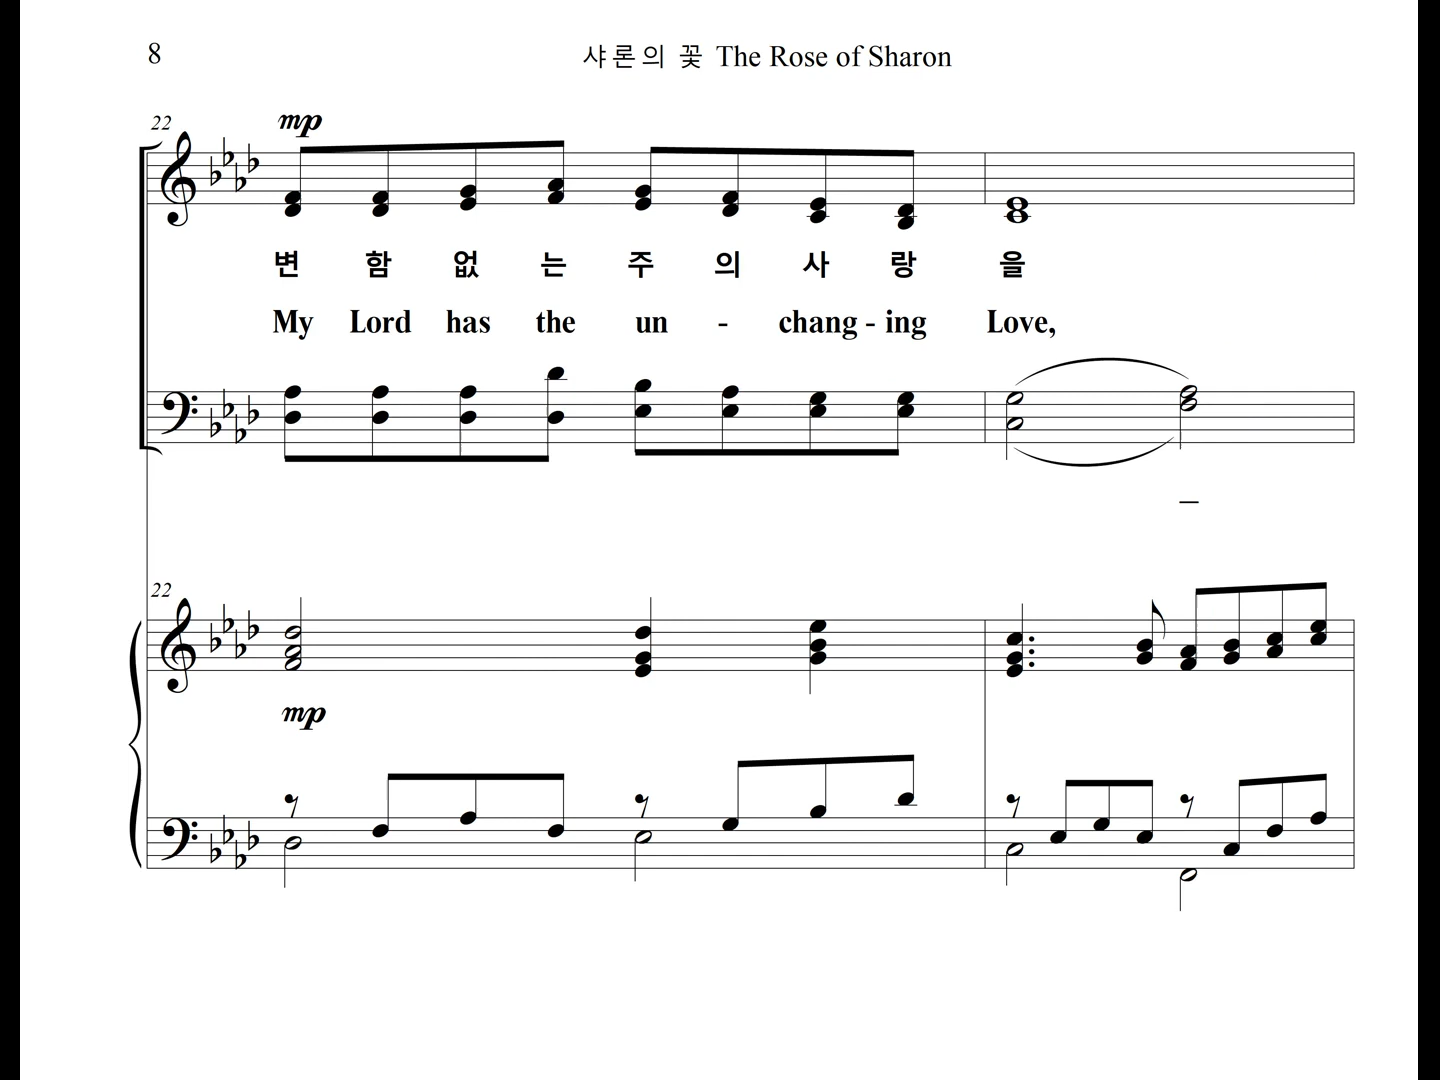 8
샤론의 꽃 The Rose of Sharon
22
mp
변 함 없 는 주 의 사 랑 을
My Lord has the un - chang - ing Love,
22
mp